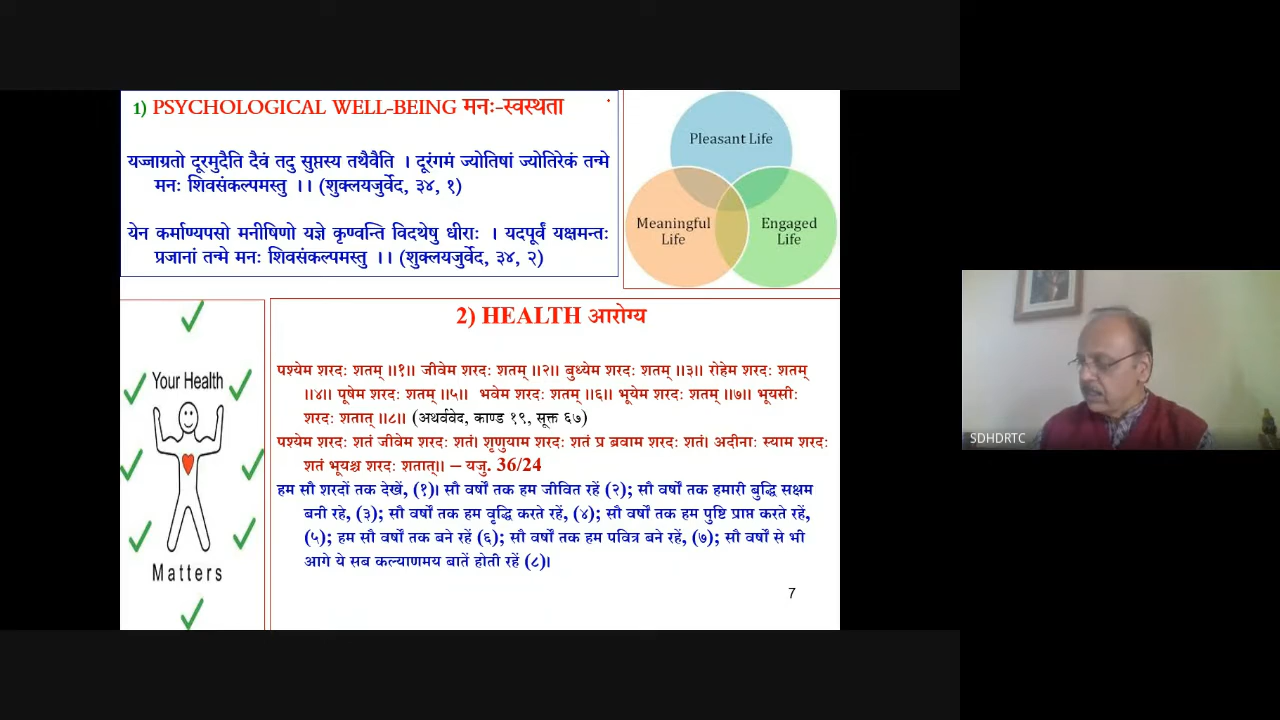 1) PSYCHOLOGICAL WELL-BEING मनः-स्वस्थता
यज्जाग्रतो दूरमुदैति दैवं तदु सुप्तस्य तथैवैति । दूरंगमं ज्योतिषां ज्योतिरेकं तन्मे
मनः शिवसंकल्पमस्तु ।। (शुक्लयजुर्वेद, ३४, १)
येन कर्माण्यपसो मनीषिणो यज्ञे कृण्वन्ति विदथेषु धीराः । यदपूर्वं यक्षमन्तः
प्रजानां तन्मे मनः शिवसंकल्पमस्तु ।। (शुक्लयजुर्वेद, ३४, २)
Pleasant Life
Meaningful
Life
Engaged
Life
Your Health
Matters
2) HEALTH आरोग्य
पश्येम शरदः शतम् ॥१॥ जीवेम शरदः शतम् ॥२॥ बुध्येम शरदः शतम् ॥३॥ रोहेम शरदः शतम्
॥४॥ पूषेम शरदः शतम् ॥५॥ भवेम शरदः शतम् ॥६॥ भूयेम शरदः शतम् ॥७॥ भूयसीः
शरदः शतात् ॥८॥ (अथर्ववेद, काण्ड १९, सूक्त ६७)
पश्येम शरदः शतं जीवेम शरदः शतं। शृणुयाम शरदः शतं प्र ब्रवाम शरदः शतं। अदीनाः स्याम शरदः
शतं भूयश्च शरदः शतात्॥ – यजु. 36/24
हम सौ शरदों तक देखें, (१)। सौ वर्षों तक हम जीवित रहें (२); सौ वर्षों तक हमारी बुद्धि सक्षम
बनी रहे, (३); सौ वर्षों तक हम वृद्धि करते रहें, (४); सौ वर्षों तक हम पुष्टि प्राप्त करते रहें,
(५); हम सौ वर्षों तक बने रहें (६); सौ वर्षों तक हम पवित्र बने रहें, (७); सौ वर्षों से भी
आगे ये सब कल्याणमय बातें होती रहें (८)।
7
SDHDRTC